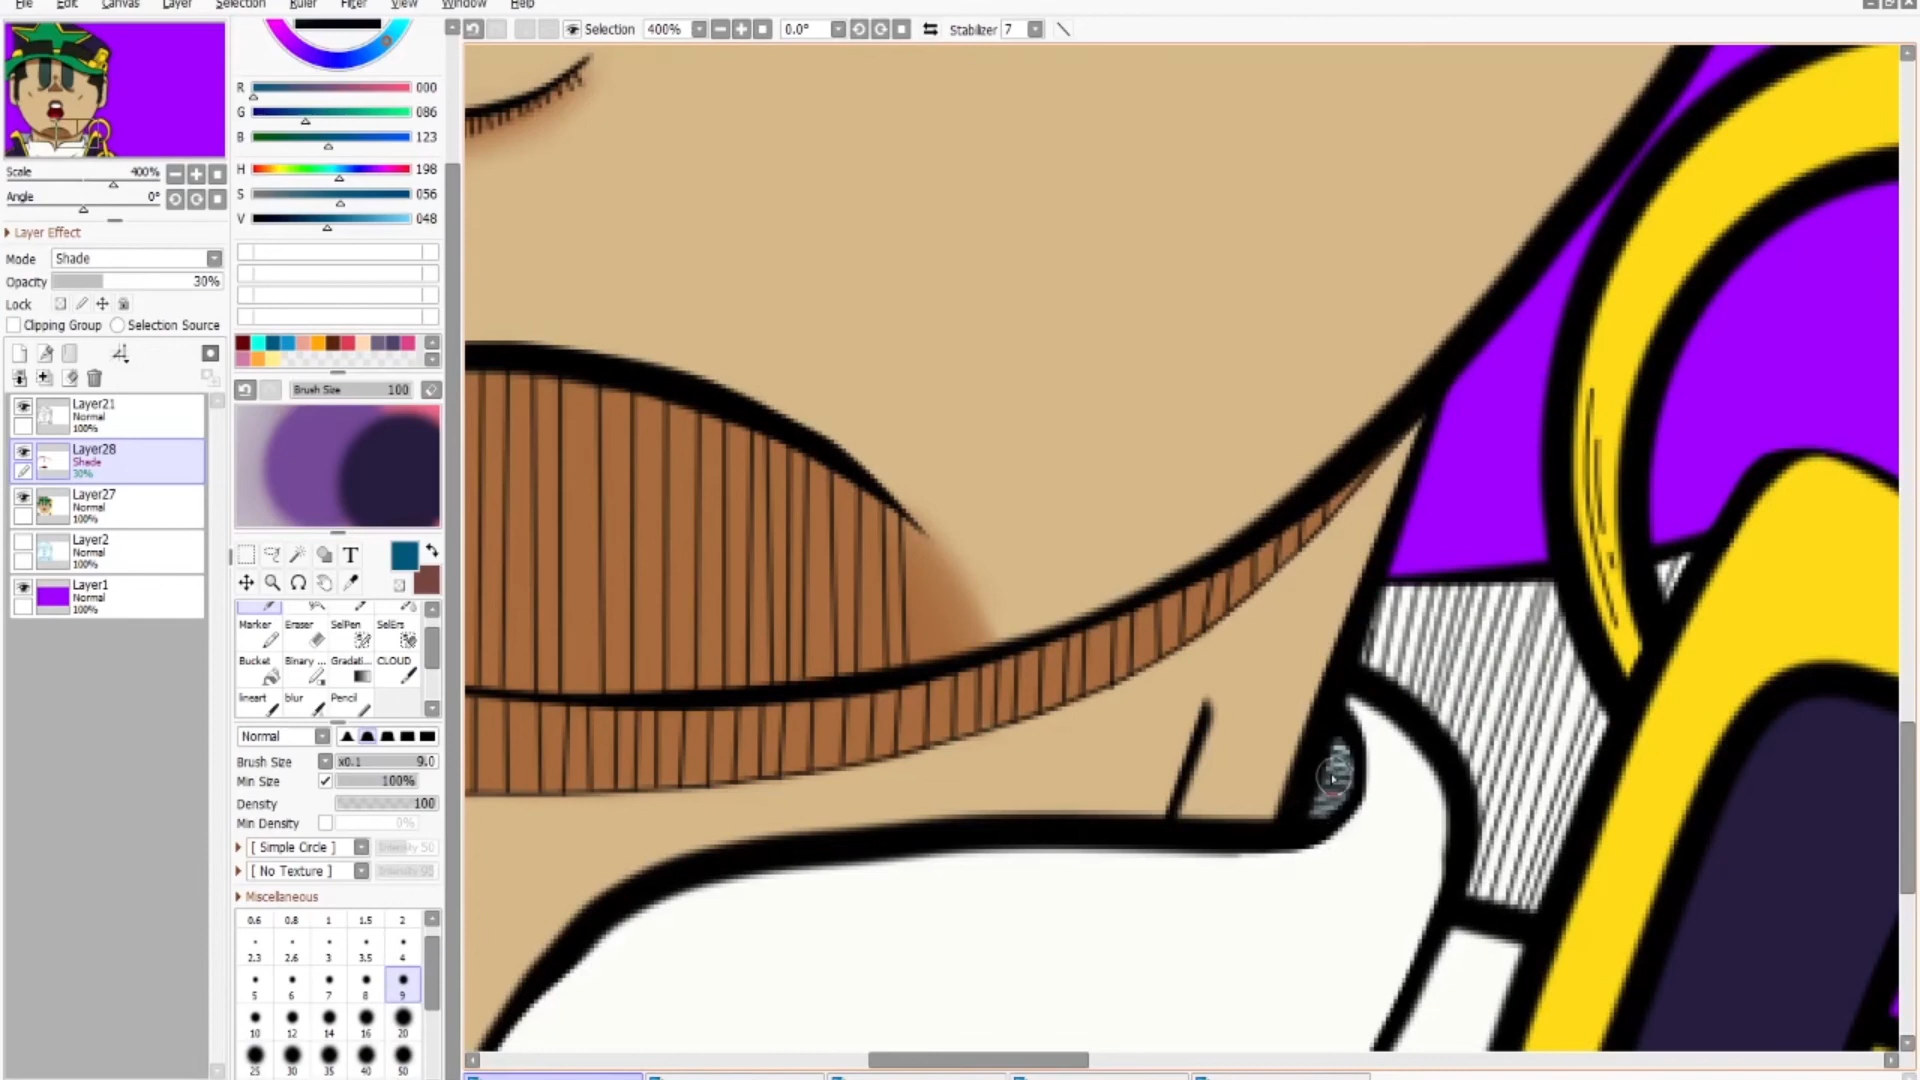 File Edit Canvas Layer Selection Ruler Filter View Window Help
Selection 400% 0.0° Stabilizer 7
Scale 400%
Angle 0°
Layer Effect
Mode Shade
Opacity 30%
Lock
Clipping Group Selection Source
Layer21
Normal
100%
Layer28
Shade
30%
Layer27
Normal
100%
Layer2
Normal
100%
Layer1
Normal
100%
R 000
G 086
B 123
H 198
S 056
V 048
Brush Size 100
T
Marker Eraser SelPen SelErs
Bucket Binary ... Gradati... CLOUD
lineart blur Pencil
Normal
Brush Size x0.1 9.0
Min Size 100%
Density 100
Min Density 0%
[ Simple Circle ] Intensity 50
[ No Texture ]
Miscellaneous
0.6 0.8 1 1.5 2
2.3 2.6 3 3.5 4
5 6 7 8 9
10 12 14 16 20
25 30 35 40 50